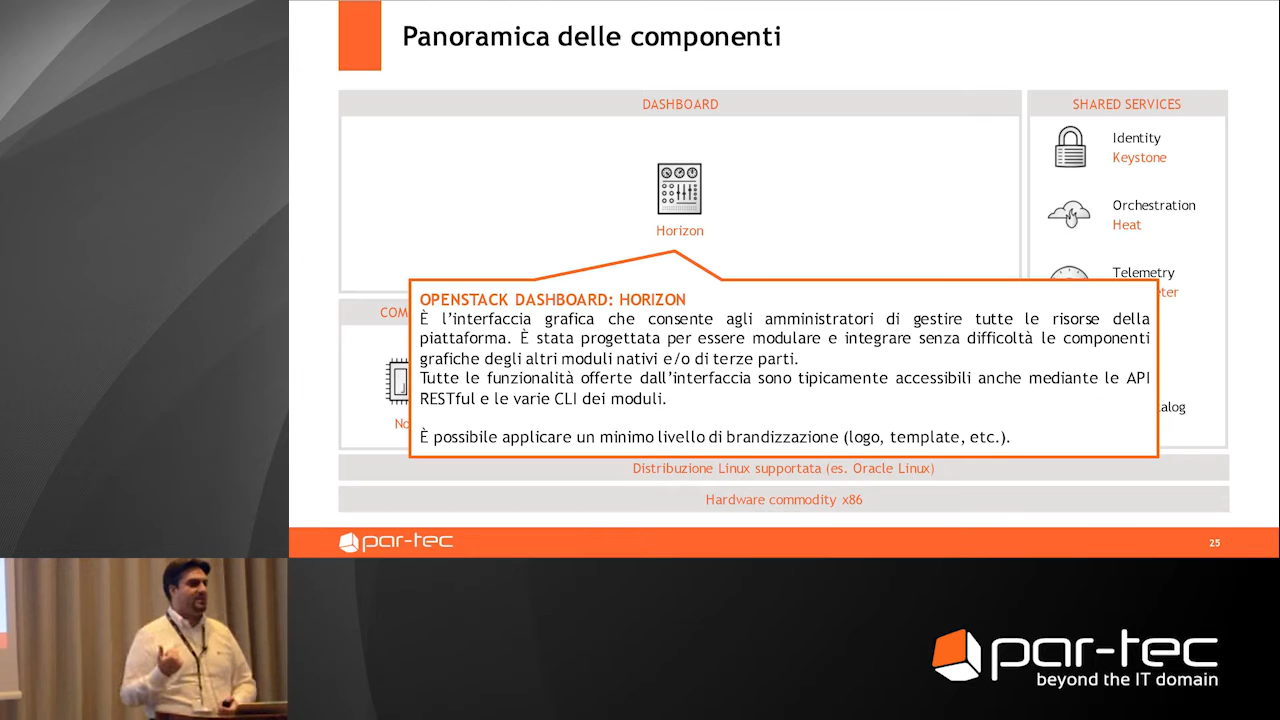 Panoramica delle componenti
DASHBOARD
SHARED SERVICES
Identity
Keystone
Horizon
Orchestration
Heat
Telemetry
OPENSTACK DASHBOARD: HORIZON
È l'interfaccia grafica che consente agli amministratori di gestire tutte le risorse della
piattaforma. È stata progettata per essere modulare e integrare senza difficoltà le componenti
grafiche degli altri moduli nativi e/o di terze parti.
Tutte le funzionalità offerte dall'interfaccia sono tipicamente accessibili anche mediante le API
RESTful e le varie CLI dei moduli.
È possibile applicare un minimo livello di brandizzazione (logo, template, etc.).
Distribuzione Linux supportata (es. Oracle Linux)
Hardware commodity x86
par-tec
25
par-tec
beyond the IT domain